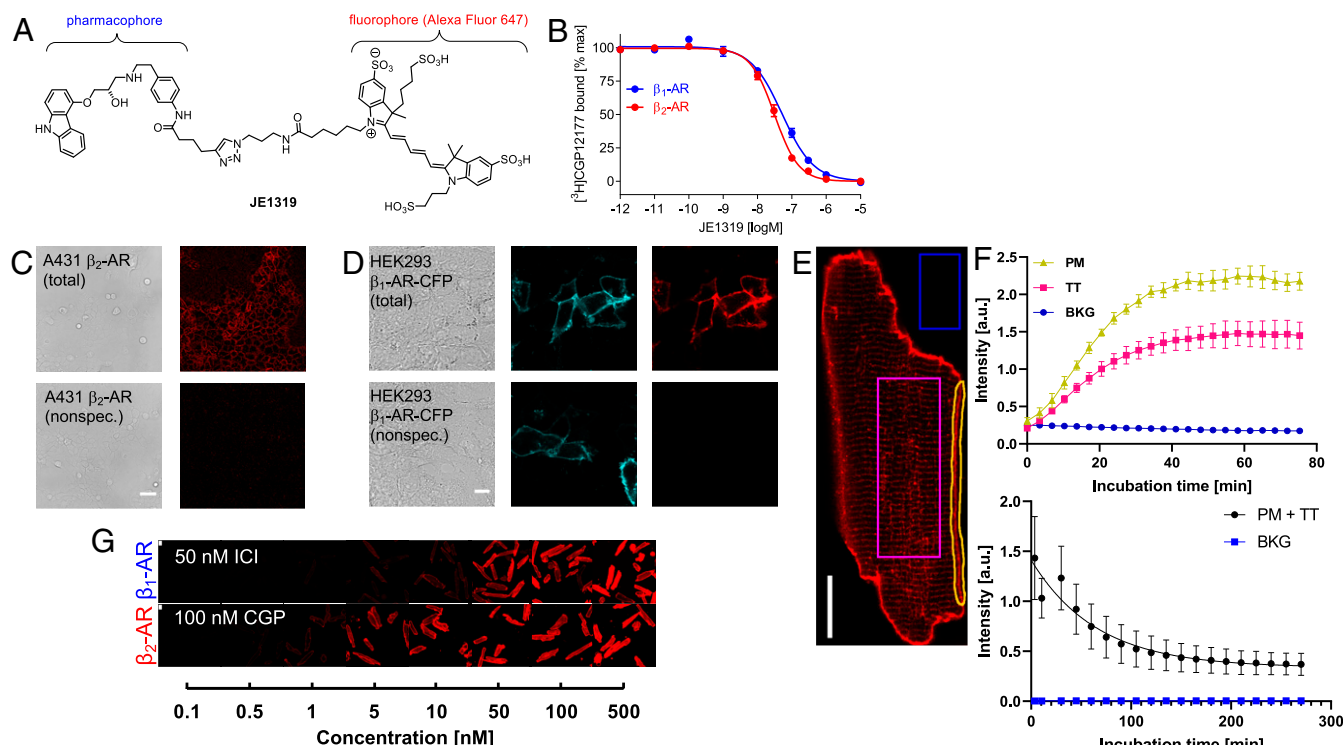 A
pharmacophore
fluorophore (Alexa Fluor 647)
O
OH
NH
HN
NH
O
N
N=N
H
N
O
SO₃
⊖
SO₃H
N
⊕
N
SO₃H
HO₃S
JE1319
B
[³H]CGP12177 bound [% max]
100
75
50
25
0
β₁-AR
β₂-AR
-12 -11 -10 -9 -8 -7 -6 -5
JE1319 [logM]
C
A431 β₂-AR
(total)
A431 β₂-AR
(nonspec.)
D
HEK293
β₁-AR-CFP
(total)
HEK293
β₁-AR-CFP
(nonspec.)
E
F
Intensity [a.u.]
2.5
2.0
1.5
1.0
0.5
0.0
PM
TT
BKG
0 20 40 60 80
Incubation time [min]
Intensity [a.u.]
2.0
1.5
1.0
0.5
0.0
PM + TT
BKG
0 100 200 300
Incubation time [min]
G
β₁-AR
50 nM ICI
β₂-AR
100 nM CGP
0.1 0.5 1 5 10 50 100 500
Concentration [nM]